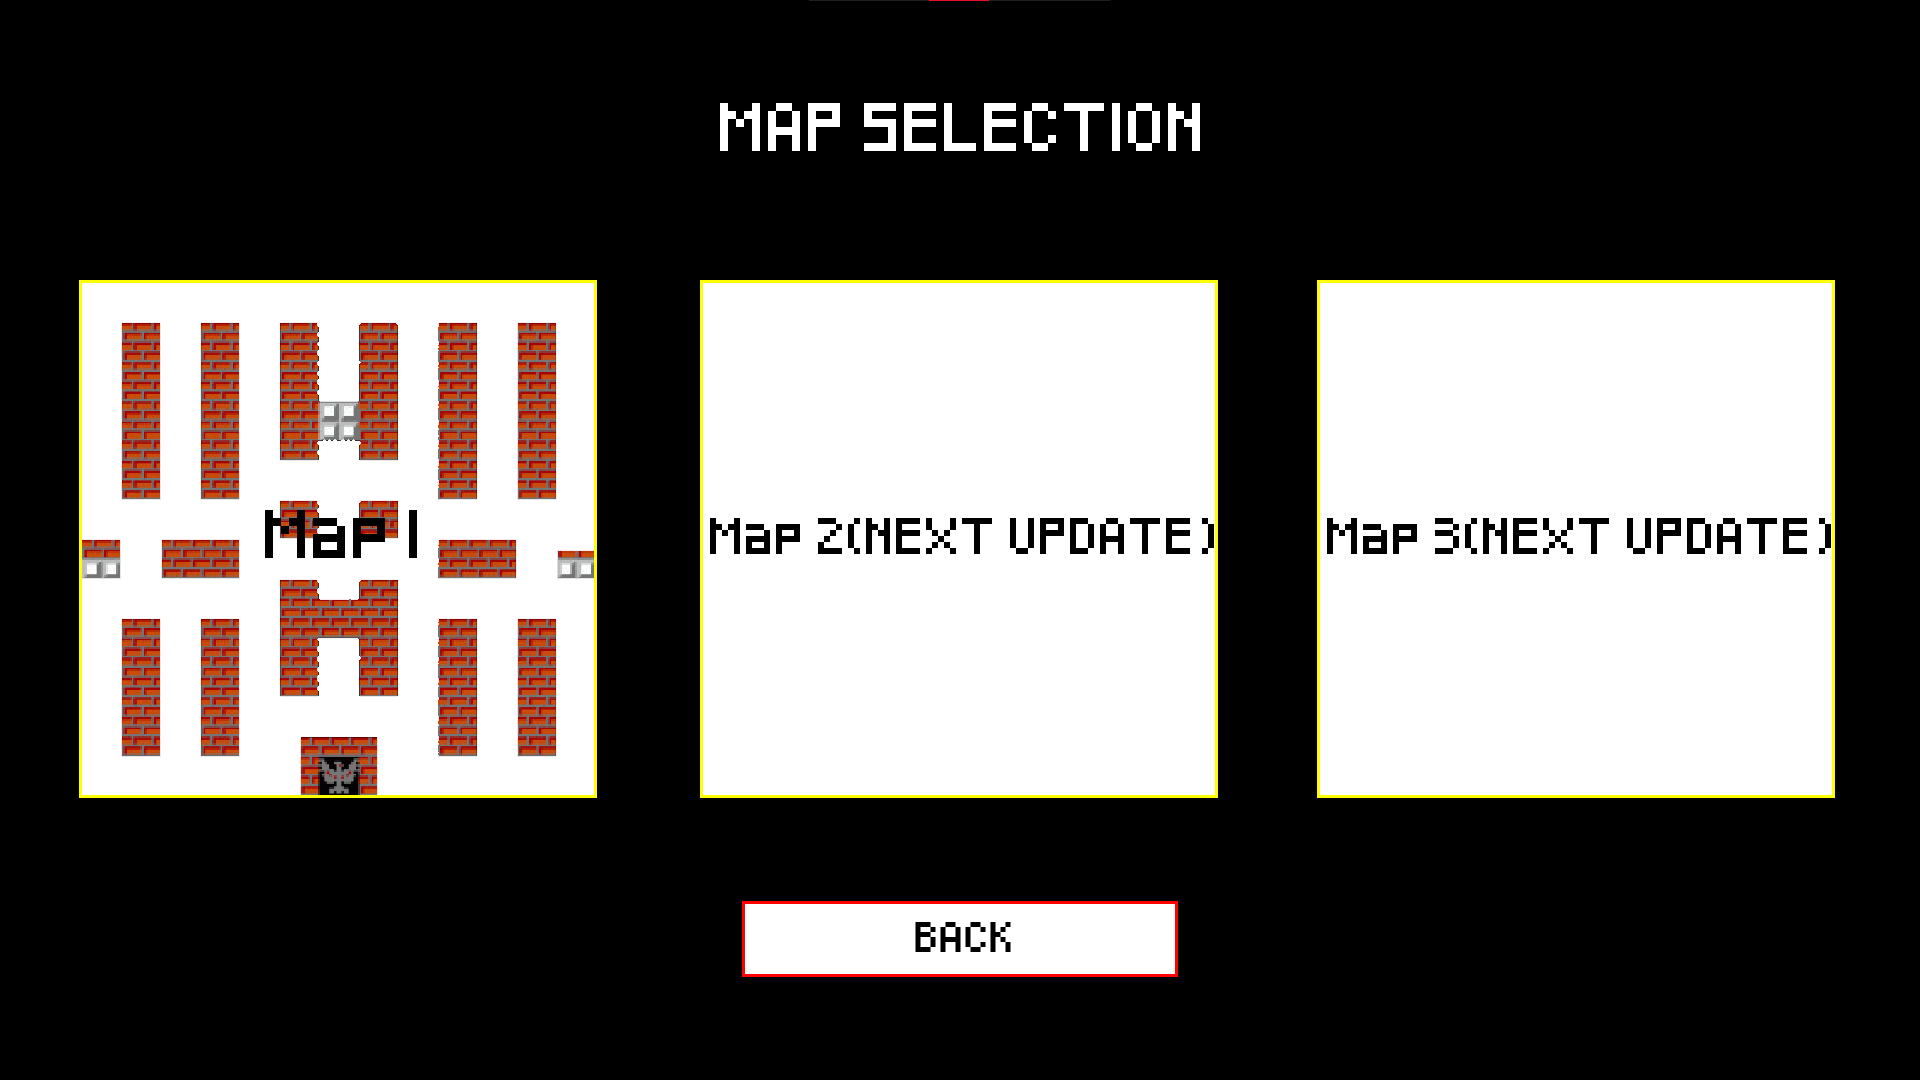 MAP SELECTION
Map 1
Map 2(NEXT UPDATE)
Map 3(NEXT UPDATE)
BACK